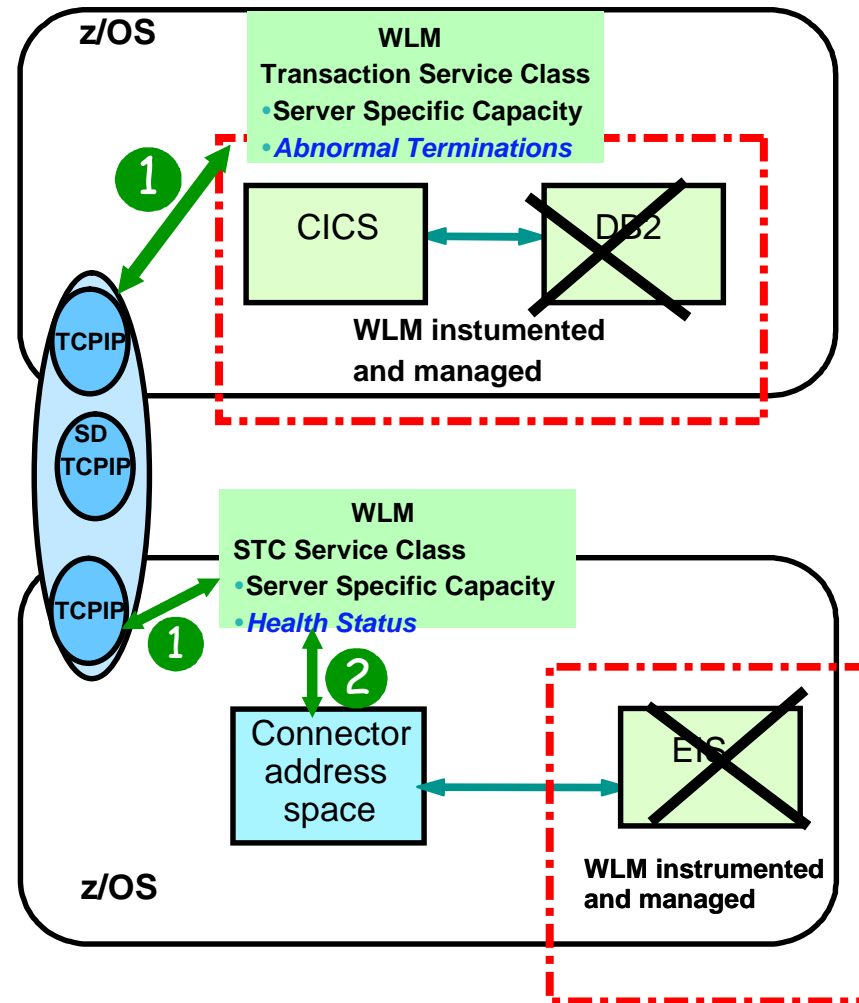 z/OS
WLM
Transaction Service Class
•Server Specific Capacity
•Abnormal Terminations
1
CICS
DB2
WLM instumented
and managed
TCPIP
SD
TCPIP
TCPIP
WLM
STC Service Class
•Server Specific Capacity
•Health Status
1
2
Connector
address
space
EIS
WLM instrumented
and managed
z/OS